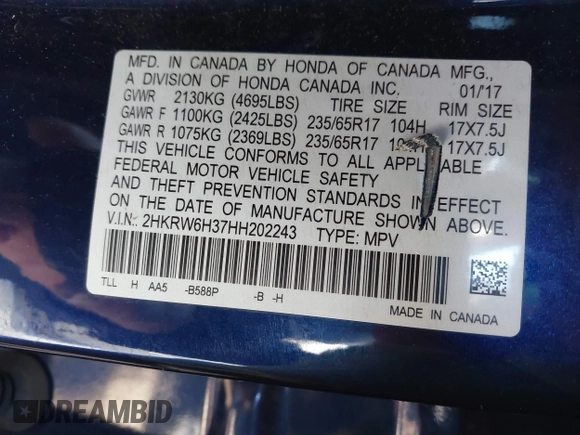 MFD. IN CANADA BY HONDA OF CANADA MFG.,
A DIVISION OF HONDA CANADA INC. 01/'17
GVWR 2130KG (4695LBS) TIRE SIZE RIM SIZE
GAWR F 1100KG (2425LBS) 235/65R17 104H 17X7.5J
GAWR R 1075KG (2369LBS) 235/65R17 17X7.5J
THIS VEHICLE CONFORMS TO ALL APPLICABLE
FEDERAL MOTOR VEHICLE SAFETY
AND THEFT PREVENTION STANDARDS IN EFFECT
ON THE DATE OF MANUFACTURE SHOWN ABOVE.
V.I.N.: 2HKRW6H37HH202243 TYPE: MPV
TLL H AA5 -B588P -B -H
MADE IN CANADA
DREAMBID